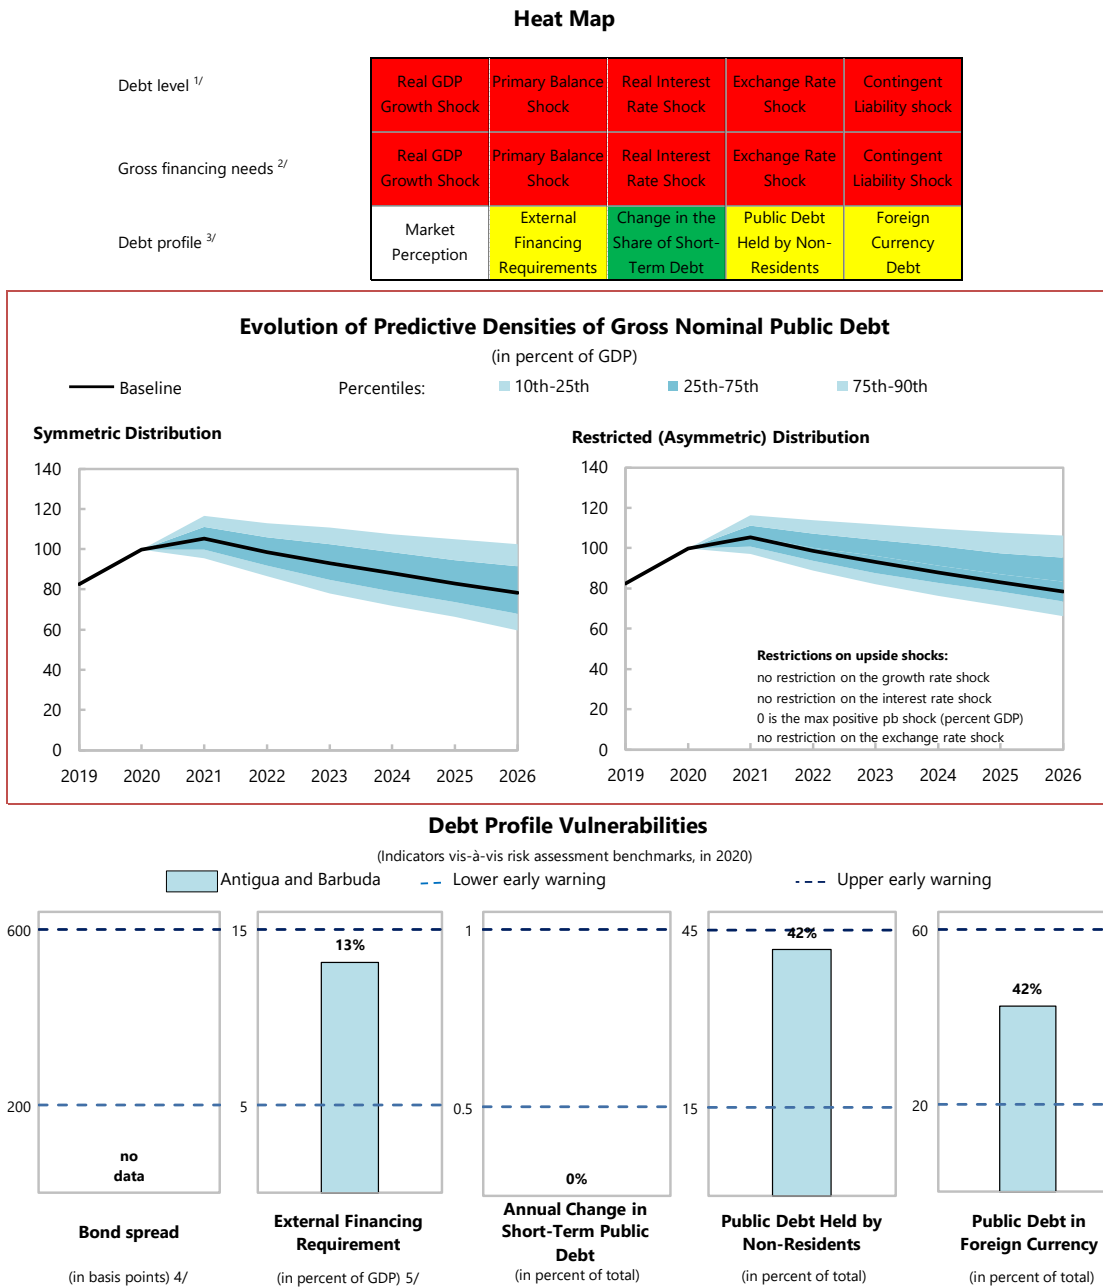 Heat Map
Debt level 1/
Real GDP Growth Shock
Primary Balance Shock
Real Interest Rate Shock
Exchange Rate Shock
Contingent Liability shock
Gross financing needs 2/
Real GDP Growth Shock
Primary Balance Shock
Real Interest Rate Shock
Exchange Rate Shock
Contingent Liability Shock
Debt profile 3/
Market Perception
External Financing Requirements
Change in the Share of Short-Term Debt
Public Debt Held by Non-Residents
Foreign Currency Debt
Evolution of Predictive Densities of Gross Nominal Public Debt
(in percent of GDP)
Baseline
Percentiles:
10th-25th
25th-75th
75th-90th
Symmetric Distribution
140
120
100
80
60
40
20
0
2019 2020 2021 2022 2023 2024 2025 2026
Restricted (Asymmetric) Distribution
140
120
100
80
60
40
20
0
Restrictions on upside shocks:
no restriction on the growth rate shock
no restriction on the interest rate shock
0 is the max positive pb shock (percent GDP)
no restriction on the exchange rate shock
2019 2020 2021 2022 2023 2024 2025 2026
Debt Profile Vulnerabilities
(Indicators vis-à-vis risk assessment benchmarks, in 2020)
Antigua and Barbuda
Lower early warning
Upper early warning
600
200
no
data
Bond spread
(in basis points) 4/
15
13%
5
External Financing
Requirement
(in percent of GDP) 5/
1
0.5
0%
Annual Change in
Short-Term Public
Debt
(in percent of total)
45
42%
15
Public Debt Held by
Non-Residents
(in percent of total)
60
42%
20
Public Debt in
Foreign Currency
(in percent of total)